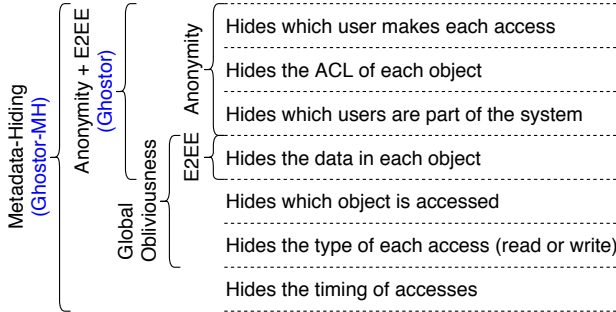 Metadata-Hiding
(Ghostor-MH)
Anonymity + E2EE
(Ghostor)
Global
Obliviousness
Anonymity
E2EE
Hides which user makes each access
Hides the ACL of each object
Hides which users are part of the system
Hides the data in each object
Hides which object is accessed
Hides the type of each access (read or write)
Hides the timing of accesses